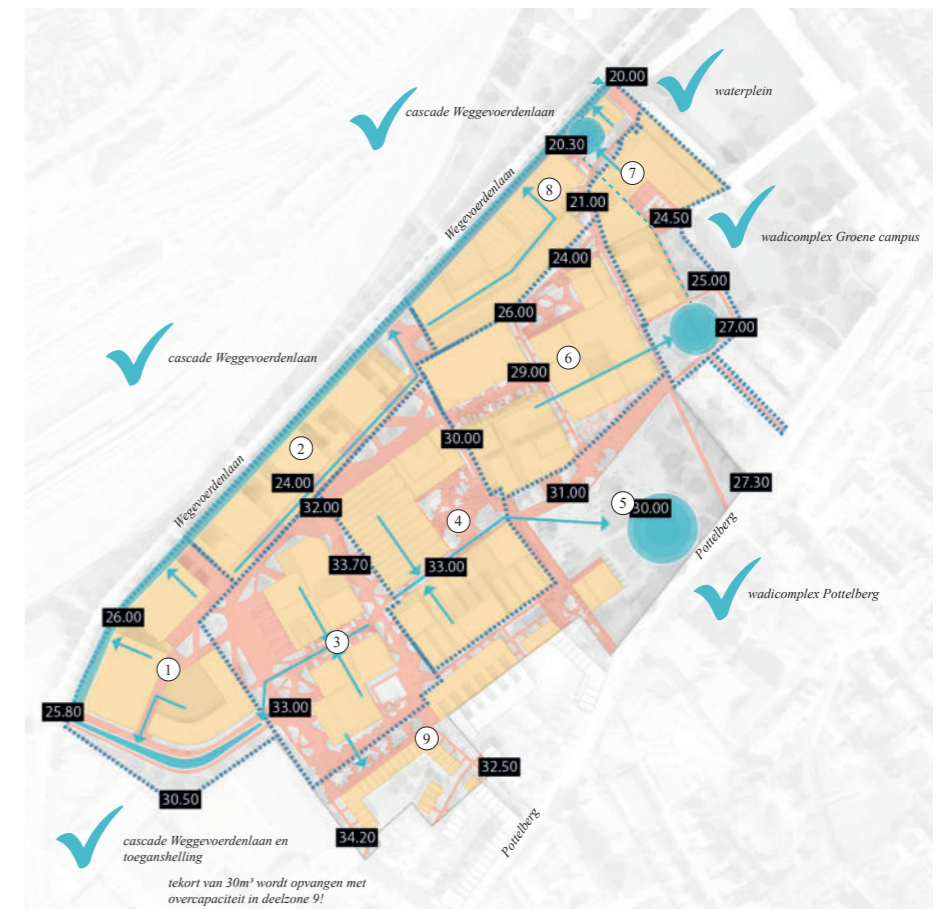 20.00
waterplein
cascade Weggevoerdenlaan
20.30
Wegevoerdenlaan
7
8
21.00
24.50
wadicomplex Groene campus
24.00
25.00
26.00
27.00
cascade Weggevoerdenlaan
6
29.00
2
30.00
24.00
27.30
Wegevoerdenlaan
31.00
5
30.00
32.00
4
Pottelberg
33.70
33.00
wadicomplex Pottelberg
26.00
3
1
25.80
33.00
9
32.50
30.50
Pottelberg
34.20
cascade Weggevoerdenlaan en
toeganshelling
tekort van 30m³ wordt opvangen met
overcapaciteit in deelzone 9!